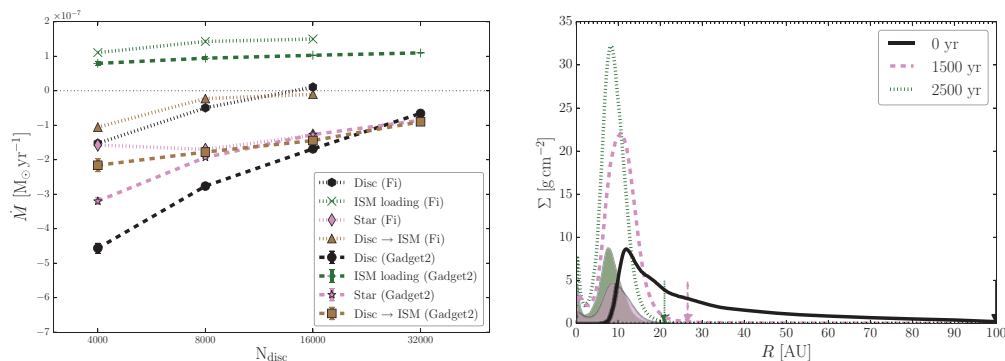 ×10⁻⁷
2
1
0
−1
−2
−3
−4
−5
−6
−7
Ṁ [M⊙ yr⁻¹]
4000
8000
16000
32000
N_disc
Disc (Fi)
ISM loading (Fi)
Star (Fi)
Disc → ISM (Fi)
Disc (Gadget2)
ISM loading (Gadget2)
Star (Gadget2)
Disc → ISM (Gadget2)
35
30
25
20
15
10
5
0
Σ [g cm⁻²]
0
10
20
30
40
50
60
70
80
90
100
R [AU]
0 yr
1500 yr
2500 yr